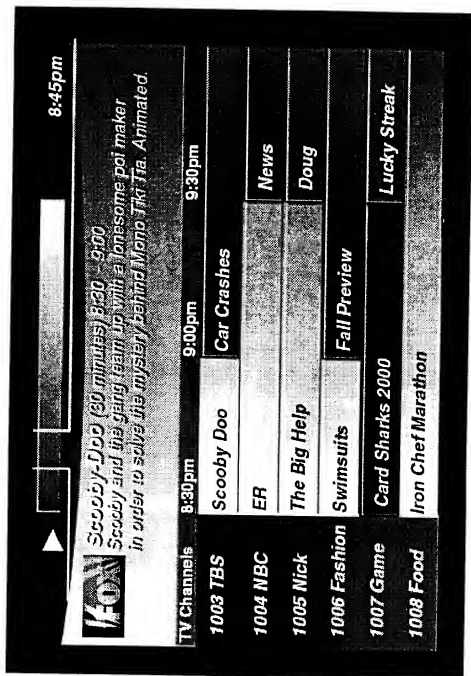 8:45pm
FOX
Scooby-Doo (30 minutes) 8:30 - 9:00
Scooby and the gang team up with a lonesome poi maker
in order to solve the mystery behind Mono Tiki Tia. Animated.
TV Channels 8:30pm 9:00pm 9:30pm
1003 TBS Scooby Doo Car Crashes
1004 NBC ER News
1005 Nick The Big Help Doug
1006 Fashion Swimsuits Fall Preview
1007 Game Card Sharks 2000 Lucky Streak
1008 Food Iron Chef Marathon